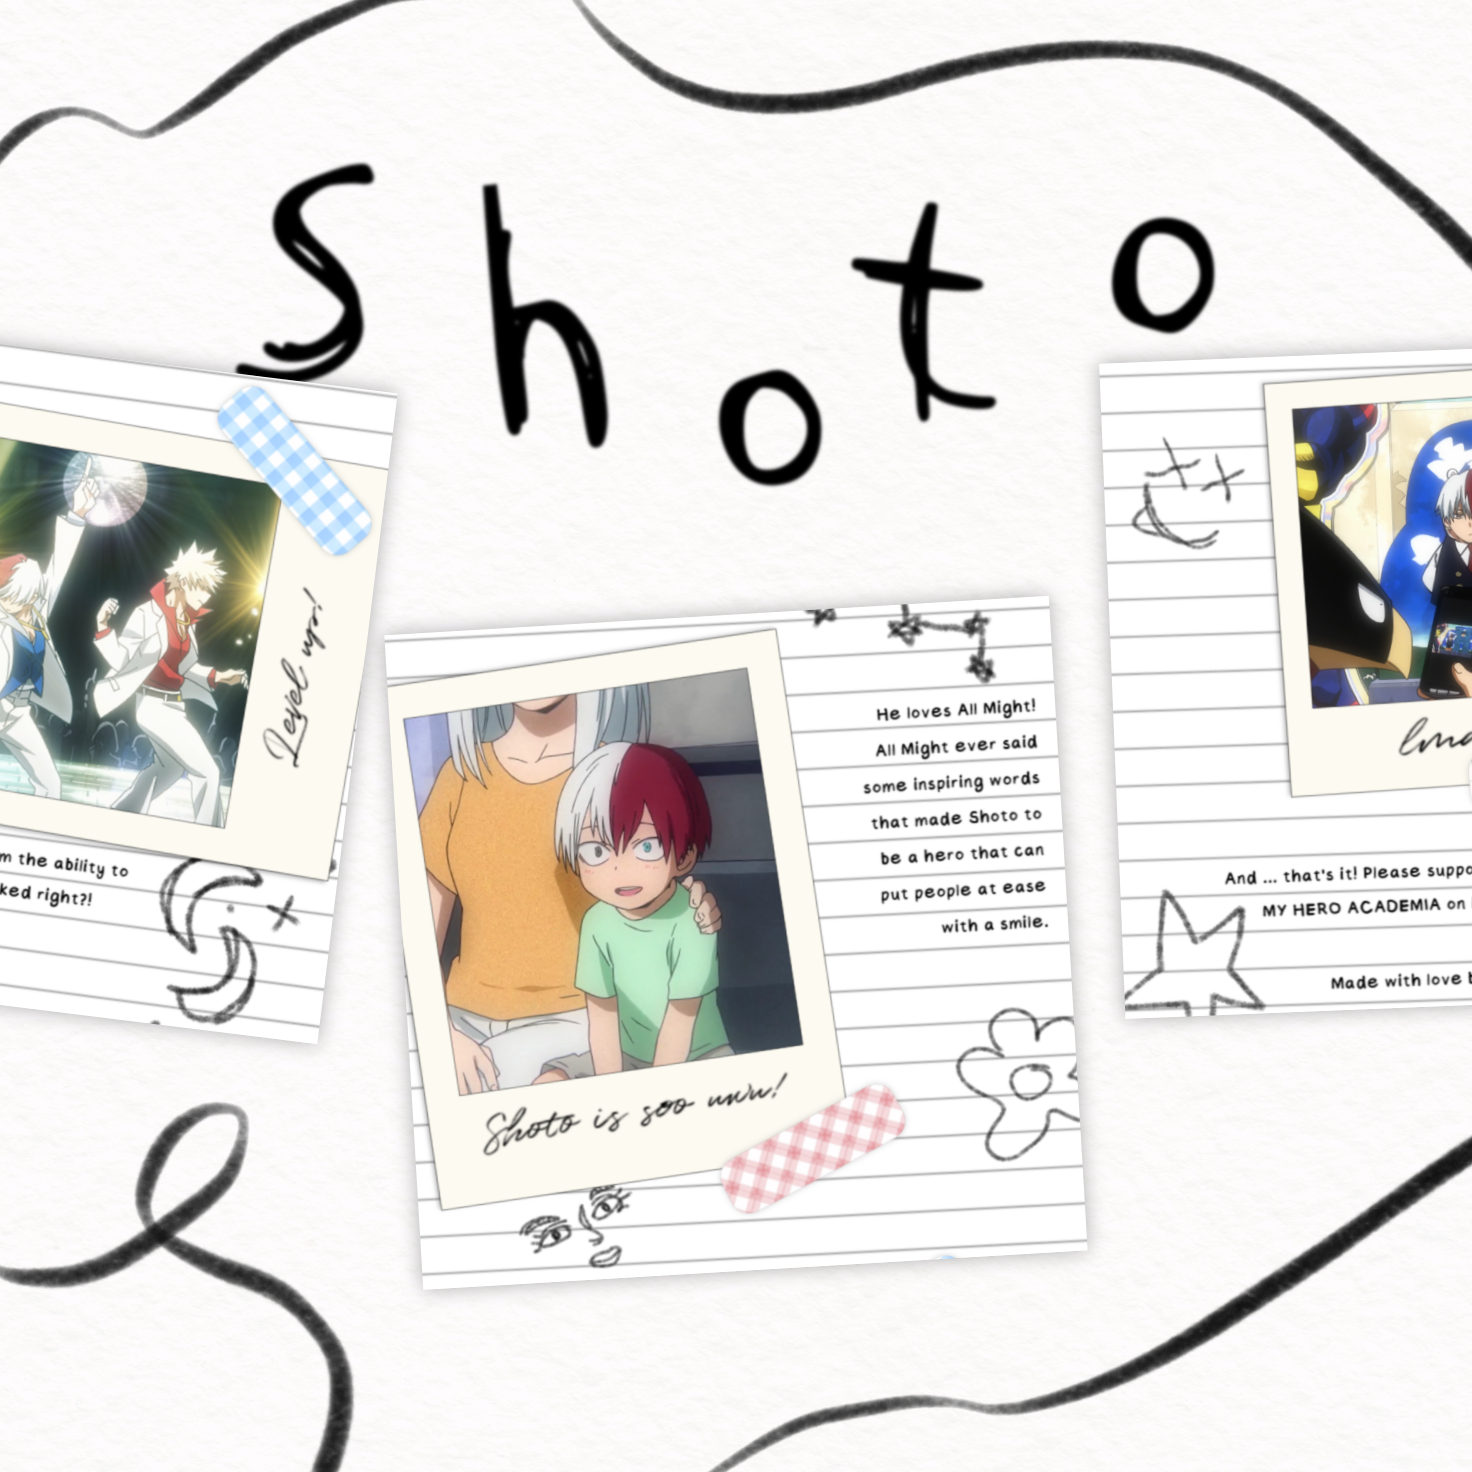 Shoto
Level up!
m the ability to
ked right?!
He loves All Might!
All Might ever said
some inspiring words
that made Shoto to
be a hero that can
put people at ease
with a smile.
Shoto is soo uwu!
And ... that's it! Please suppo
MY HERO ACADEMIA on
Made with love b